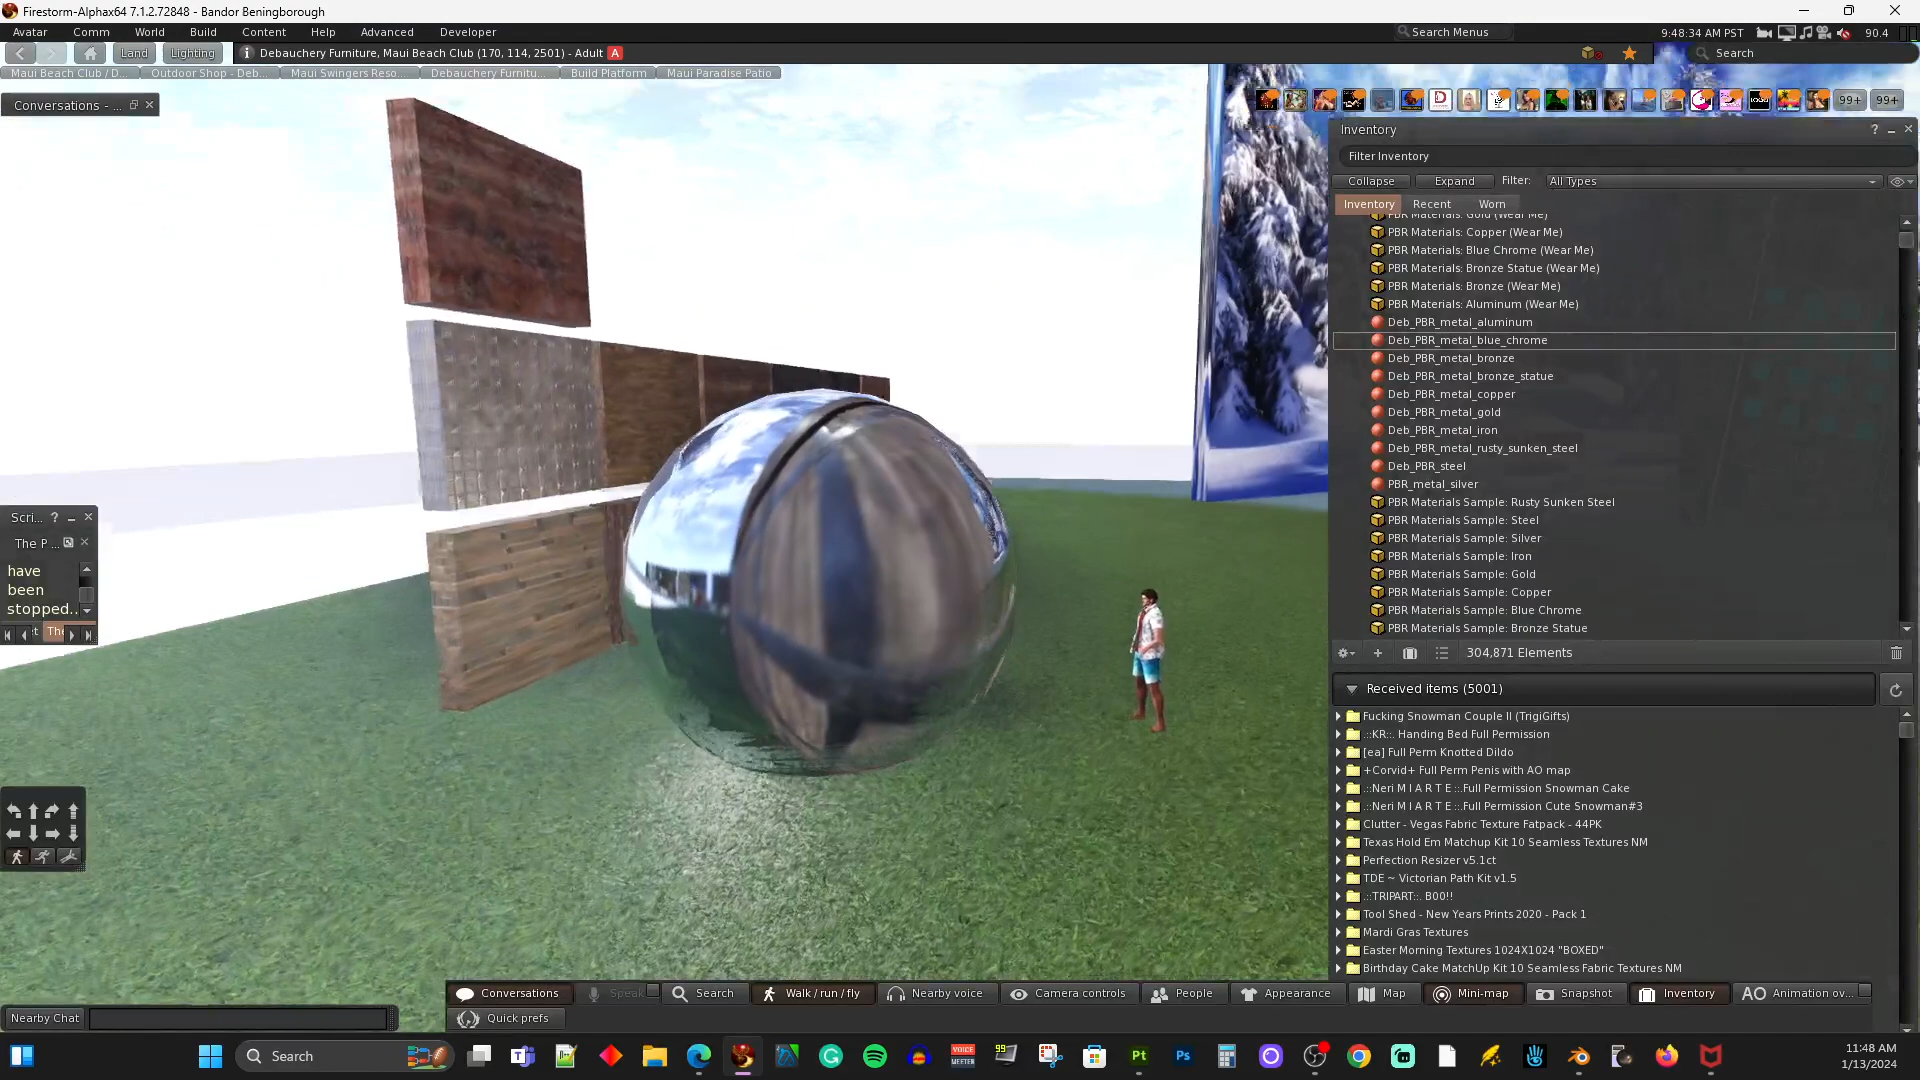 Firestorm-Alphax64 7.1.2.72848 - Bandor Beningborough
Avatar Comm World Build Content Help Advanced Developer
Search Menus
9:48:34 AM PST
90.4
Land
Lighting
Debauchery Furniture, Maui Beach Club (170, 114, 2501) - Adult A
Search
Maui Beach Club / D...
Outdoor Shop - Deb...
Maui Swingers Reso...
Debauchery Furnitu...
Build Platform
Maui Paradise Patio
Conversations - ...
99+
99+
Inventory
Filter Inventory
Collapse
Expand
Filter:
All Types
Inventory
Recent
Worn
PBR Materials: Gold (Wear Me)
PBR Materials: Copper (Wear Me)
PBR Materials: Blue Chrome (Wear Me)
PBR Materials: Bronze Statue (Wear Me)
PBR Materials: Bronze (Wear Me)
PBR Materials: Aluminum (Wear Me)
Deb_PBR_metal_aluminum
Deb_PBR_metal_blue_chrome
Deb_PBR_metal_bronze
Deb_PBR_metal_bronze_statue
Deb_PBR_metal_copper
Deb_PBR_metal_gold
Deb_PBR_metal_iron
Deb_PBR_metal_rusty_sunken_steel
Deb_PBR_steel
PBR_metal_silver
PBR Materials Sample: Rusty Sunken Steel
PBR Materials Sample: Steel
PBR Materials Sample: Silver
PBR Materials Sample: Iron
PBR Materials Sample: Gold
PBR Materials Sample: Copper
PBR Materials Sample: Blue Chrome
PBR Materials Sample: Bronze Statue
304,871 Elements
Received items (5001)
Fucking Snowman Couple II (TrigiGifts)
.::KR::. Handing Bed Full Permission
[ea] Full Perm Knotted Dildo
+Corvid+ Full Perm Penis with AO map
.::Neri M I A R T E ::.Full Permission Snowman Cake
.::Neri M I A R T E ::.Full Permission Cute Snowman#3
Clutter - Vegas Fabric Texture Fatpack - 44PK
Texas Hold Em Matchup Kit 10 Seamless Textures NM
Perfection Resizer v5.1ct
TDE ~ Victorian Path Kit v1.5
.::TRIPART::. B00!!
Tool Shed - New Years Prints 2020 - Pack 1
Mardi Gras Textures
Easter Morning Textures 1024X1024 "BOXED"
Birthday Cake MatchUp Kit 10 Seamless Fabric Textures NM
Scri...
The P ...
have
been
stopped..
et
The
Conversations
Speak
Search
Walk / run / fly
Nearby voice
Camera controls
People
Appearance
Map
Mini-map
Snapshot
Inventory
AO Animation ov...
Nearby Chat
Quick prefs
Search
VOICE
MEETER
99
Pt
Ps
11:48 AM
1/13/2024